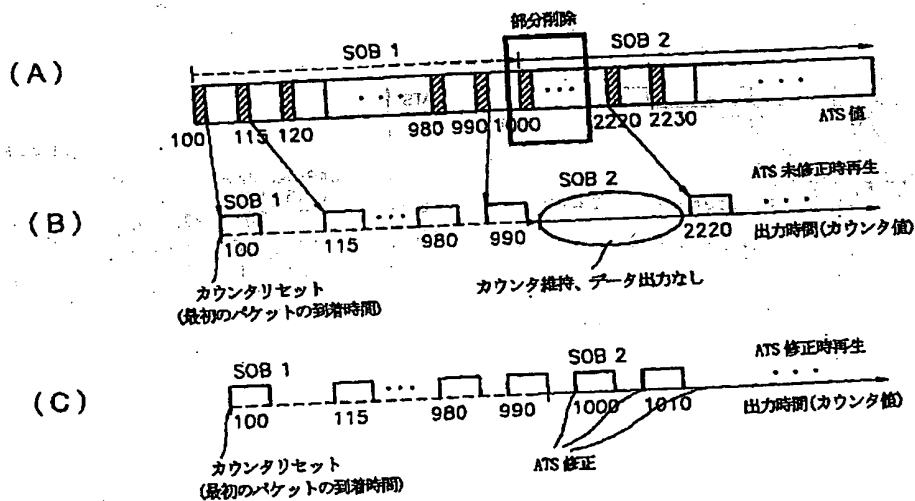 部分削除
SOB 1
SOB 2
(A)
100
115
120
980
990
1000
2220
2230
ATS 値
ATS
(B)
SOB 1
SOB 2
ATS 未修正時再生
100
115
980
990
2220
出力時間(カウンタ値)
カウンタリセット
(最初のパケットの到着時間)
カウンタ維持、データ出力なし
(C)
SOB 1
SOB 2
ATS 修正時再生
100
115
980
990
1000
1010
出力時間(カウンタ値)
カウンタリセット
(最初のパケットの到着時間)
ATS 修正